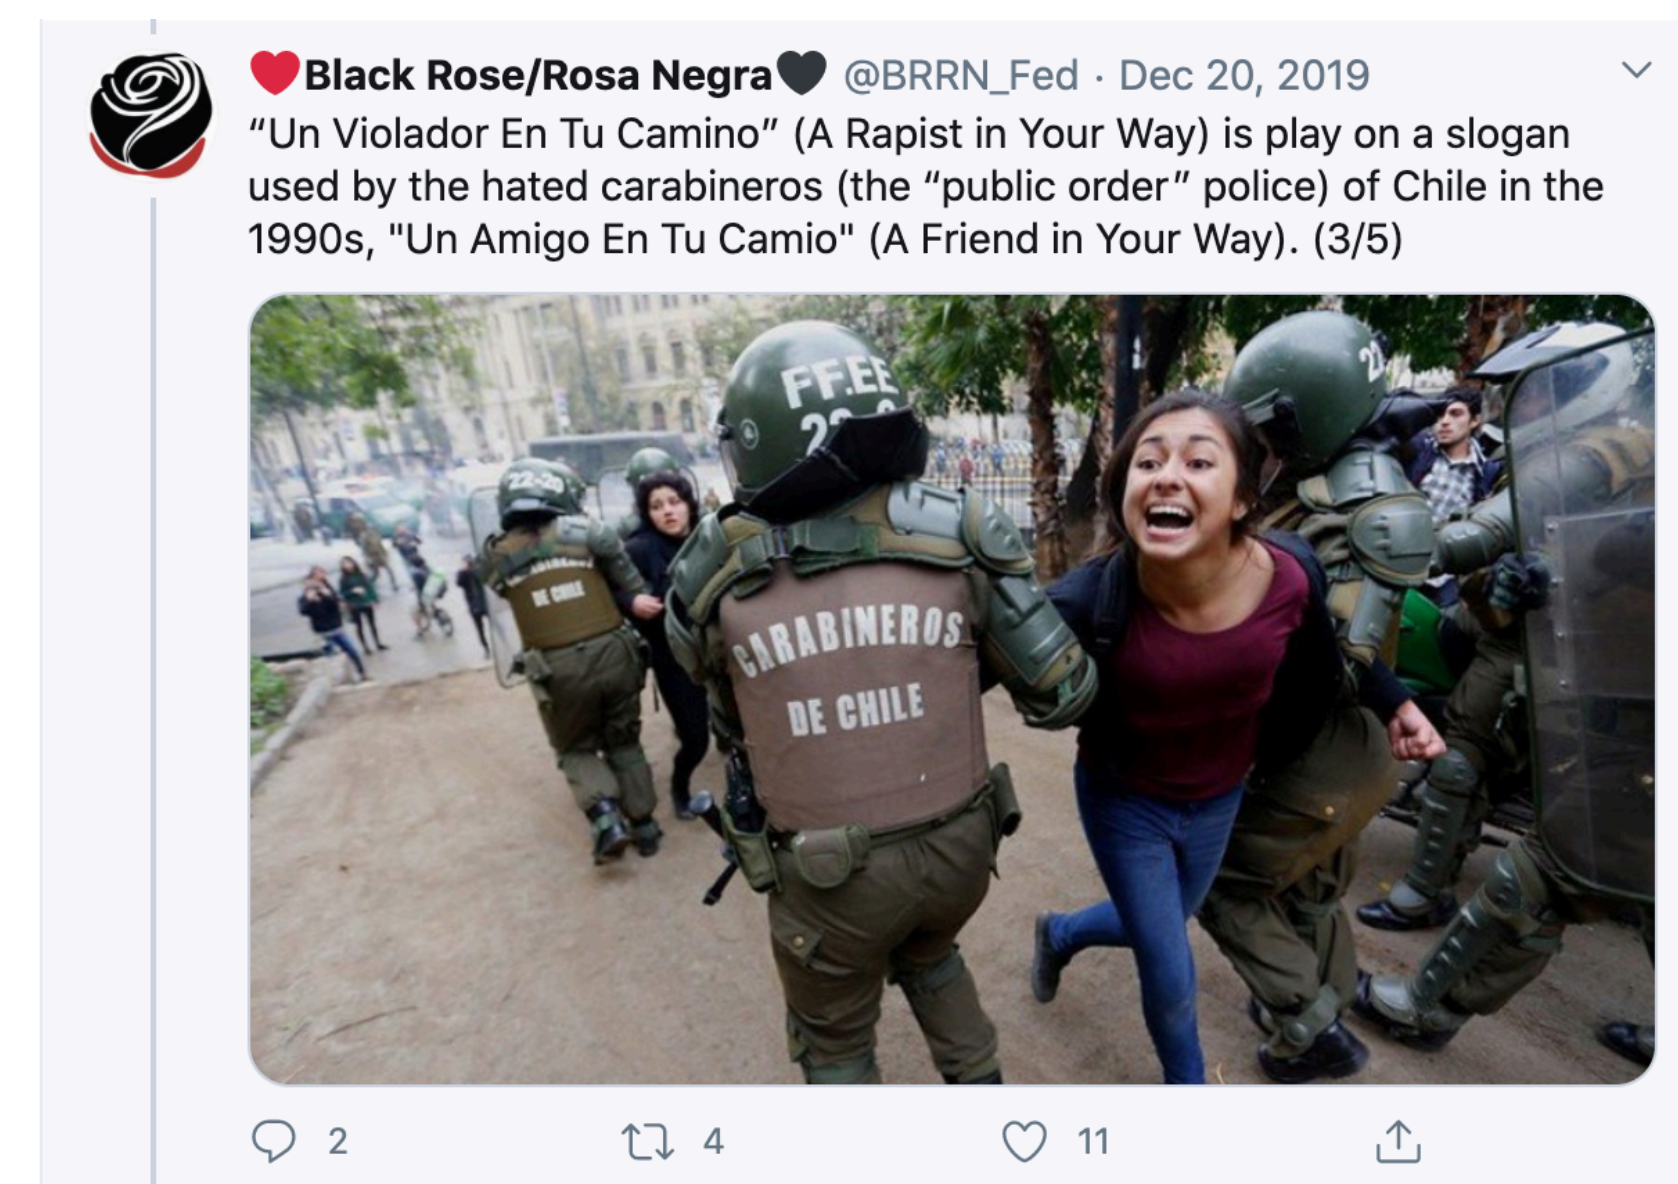 ❤️Black Rose/Rosa Negra🖤 @BRRN_Fed · Dec 20, 2019
“Un Violador En Tu Camino” (A Rapist in Your Way) is play on a slogan
used by the hated carabineros (the “public order” police) of Chile in the
1990s, "Un Amigo En Tu Camio" (A Friend in Your Way). (3/5)
FF.EE
22-20
CARABINEROS
DE CHILE
DE CHILE
2 4 11